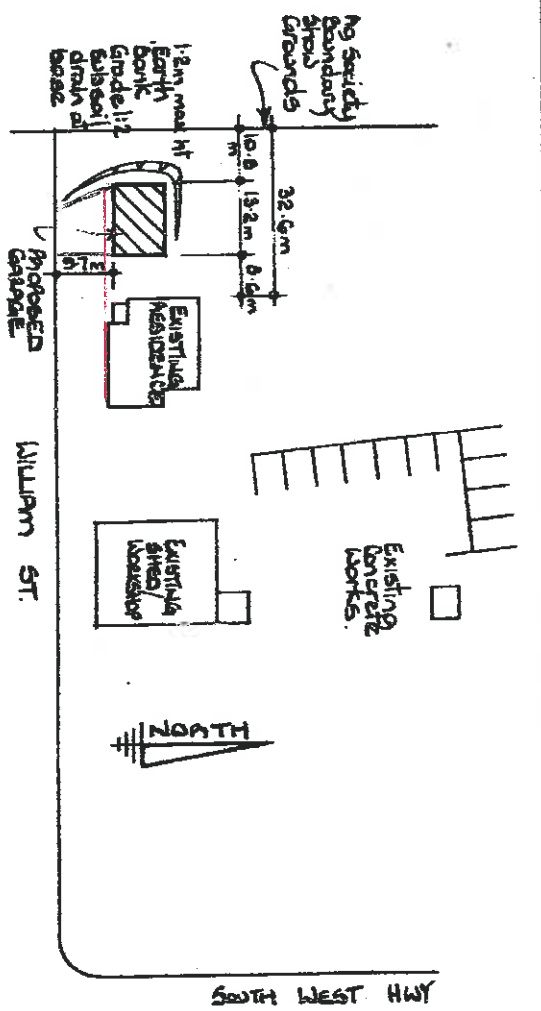 Ag Society
Boundary
Show
Grounds
1·2m max ht
Earth
Bank
Grade 1:2
Subsoil
drain at
base
32·6m
10·8
m
13·2m
8·6m
PROPOSED
GARAGE
EXISTING
RESIDENCE
WILLIAM ST.
EXISTING
SHED/
WORKSHOP
Existing
Concrete
Works.
NORTH
SOUTH WEST HWY